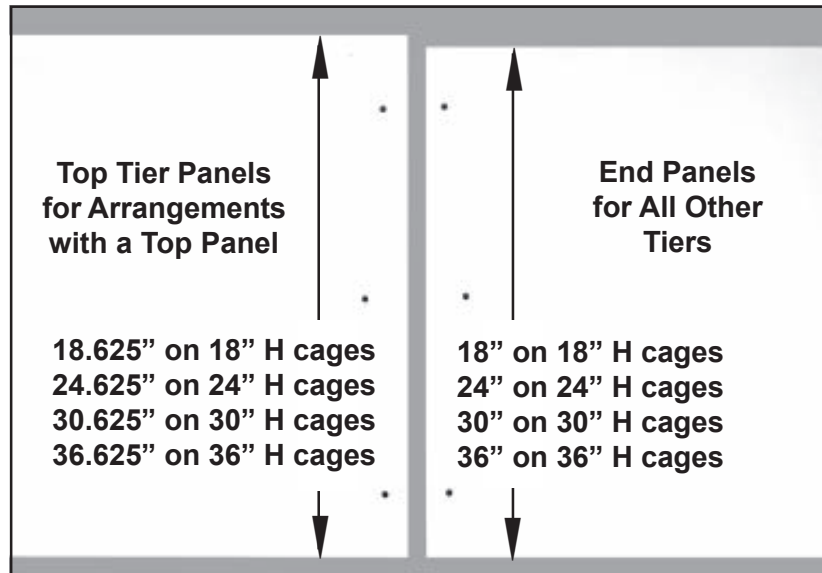 Top Tier Panels
for Arrangements
with a Top Panel
18.625” on 18” H cages
24.625” on 24” H cages
30.625” on 30” H cages
36.625” on 36” H cages
End Panels
for All Other
Tiers
18” on 18” H cages
24” on 24” H cages
30” on 30” H cages
36” on 36” H cages